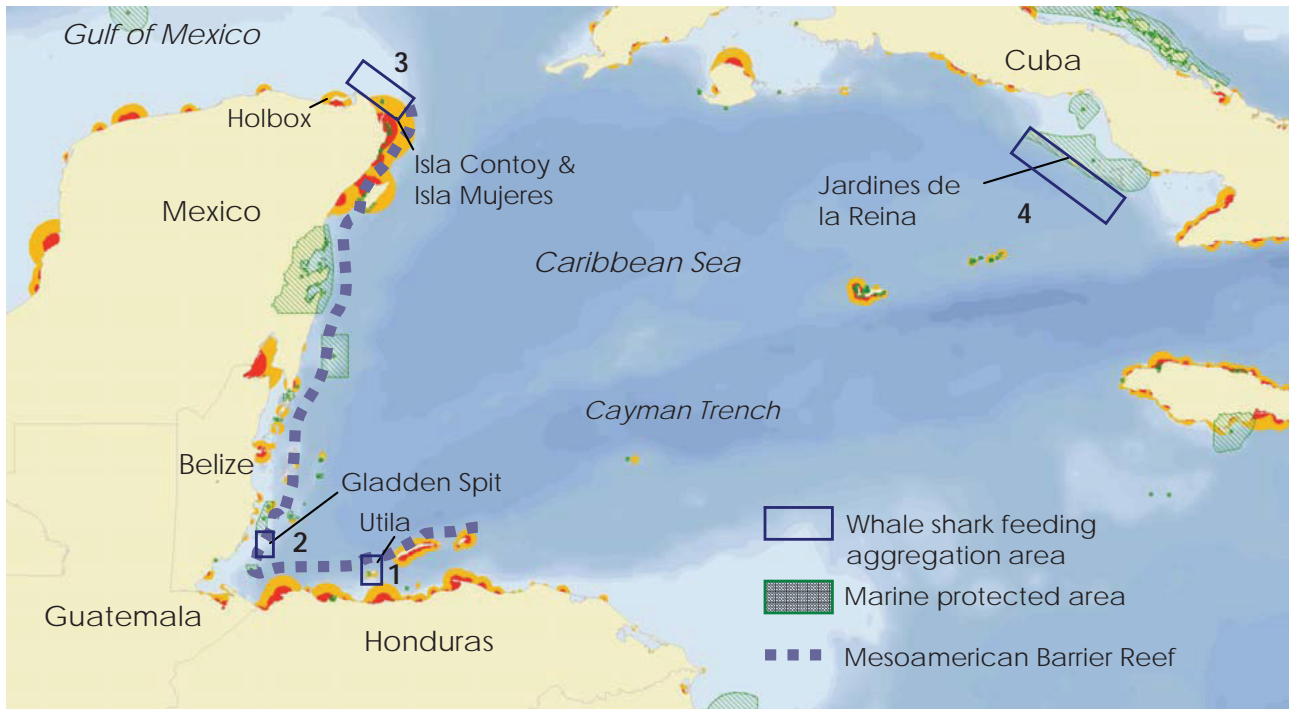 Gulf of Mexico
3
Cuba
Holbox
Isla Contoy &
Isla Mujeres
Mexico
Jardines de
la Reina
4
Caribbean Sea
Cayman Trench
Belize
Gladden Spit
Utila
2
1
Guatemala
Honduras
Whale shark feeding
aggregation area
Marine protected area
Mesoamerican Barrier Reef